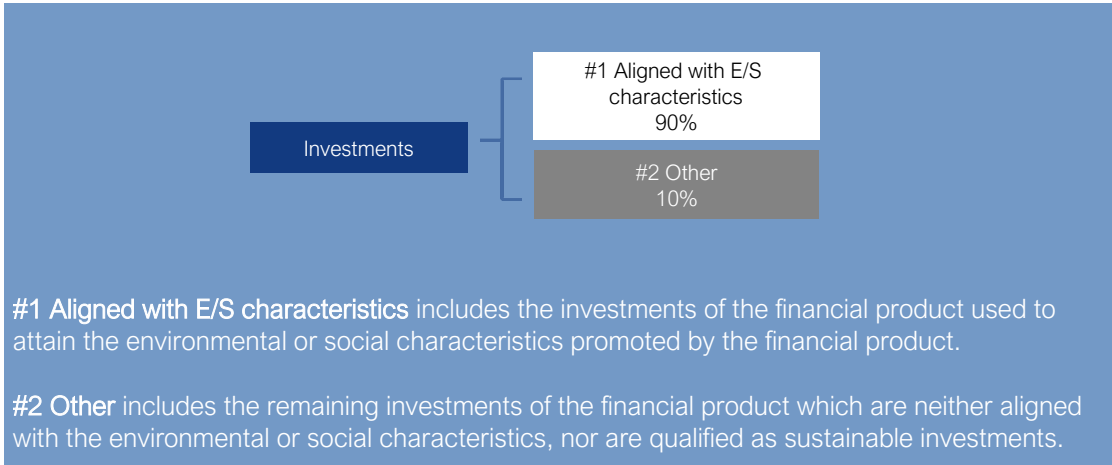 #1 Aligned with E/S
characteristics
90%
Investments
#2 Other
10%
#1 Aligned with E/S characteristics includes the investments of the financial product used to
attain the environmental or social characteristics promoted by the financial product.
#2 Other includes the remaining investments of the financial product which are neither aligned
with the environmental or social characteristics, nor are qualified as sustainable investments.